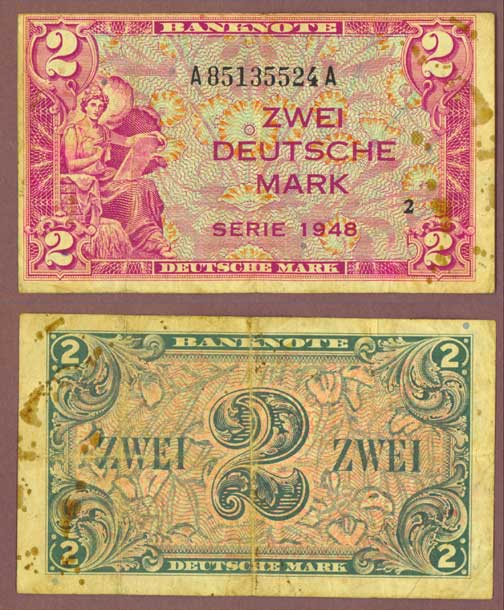 2 BANKNOTE 2
A85135524A
ZWEI
DEUTSCHE
MARK
2
SERIE 1948
2 DEUTSCHE MARK 2
2 BANKNOTE 2
ZWEI 2 ZWEI
2 DEUTSCHE MARK 2